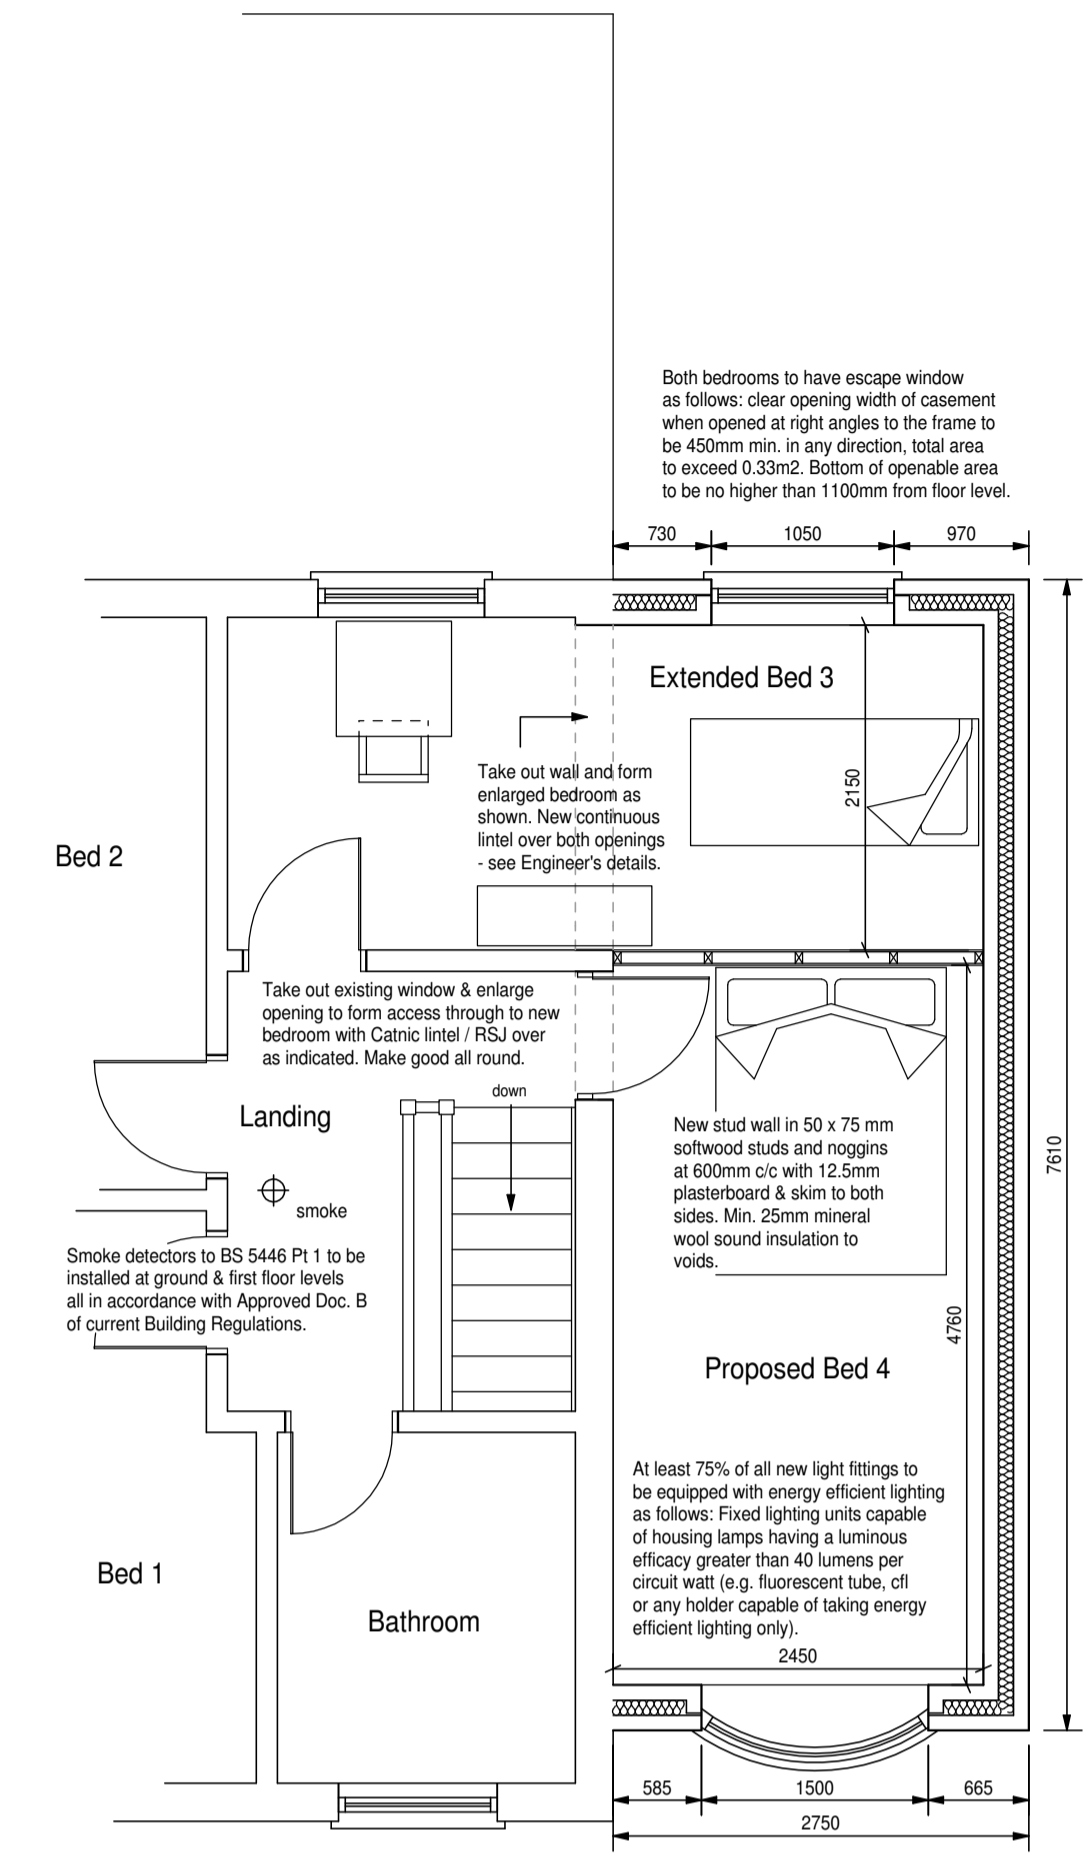 Both bedrooms to have escape window
as follows: clear opening width of casement
when opened at right angles to the frame to
be 450mm min. in any direction, total area
to exceed 0.33m2. Bottom of openable area
to be no higher than 1100mm from floor level.
730
1050
970
Extended Bed 3
Take out wall and form
enlarged bedroom as
shown. New continuous
lintel over both openings
- see Engineer's details.
2150
Bed 2
Take out existing window & enlarge
opening to form access through to new
bedroom with Catnic lintel / RSJ over
as indicated. Make good all round.
down
Landing
New stud wall in 50 x 75 mm
softwood studs and noggins
at 600mm c/c with 12.5mm
plasterboard & skim to both
sides. Min. 25mm mineral
wool sound insulation to
voids.
7610
smoke
Smoke detectors to BS 5446 Pt 1 to be
installed at ground & first floor levels
all in accordance with Approved Doc. B
of current Building Regulations.
4760
Proposed Bed 4
At least 75% of all new light fittings to
be equipped with energy efficient lighting
as follows: Fixed lighting units capable
of housing lamps having a luminous
efficacy greater than 40 lumens per
circuit watt (e.g. fluorescent tube, cfl
or any holder capable of taking energy
efficient lighting only).
Bed 1
Bathroom
2450
585
1500
665
2750